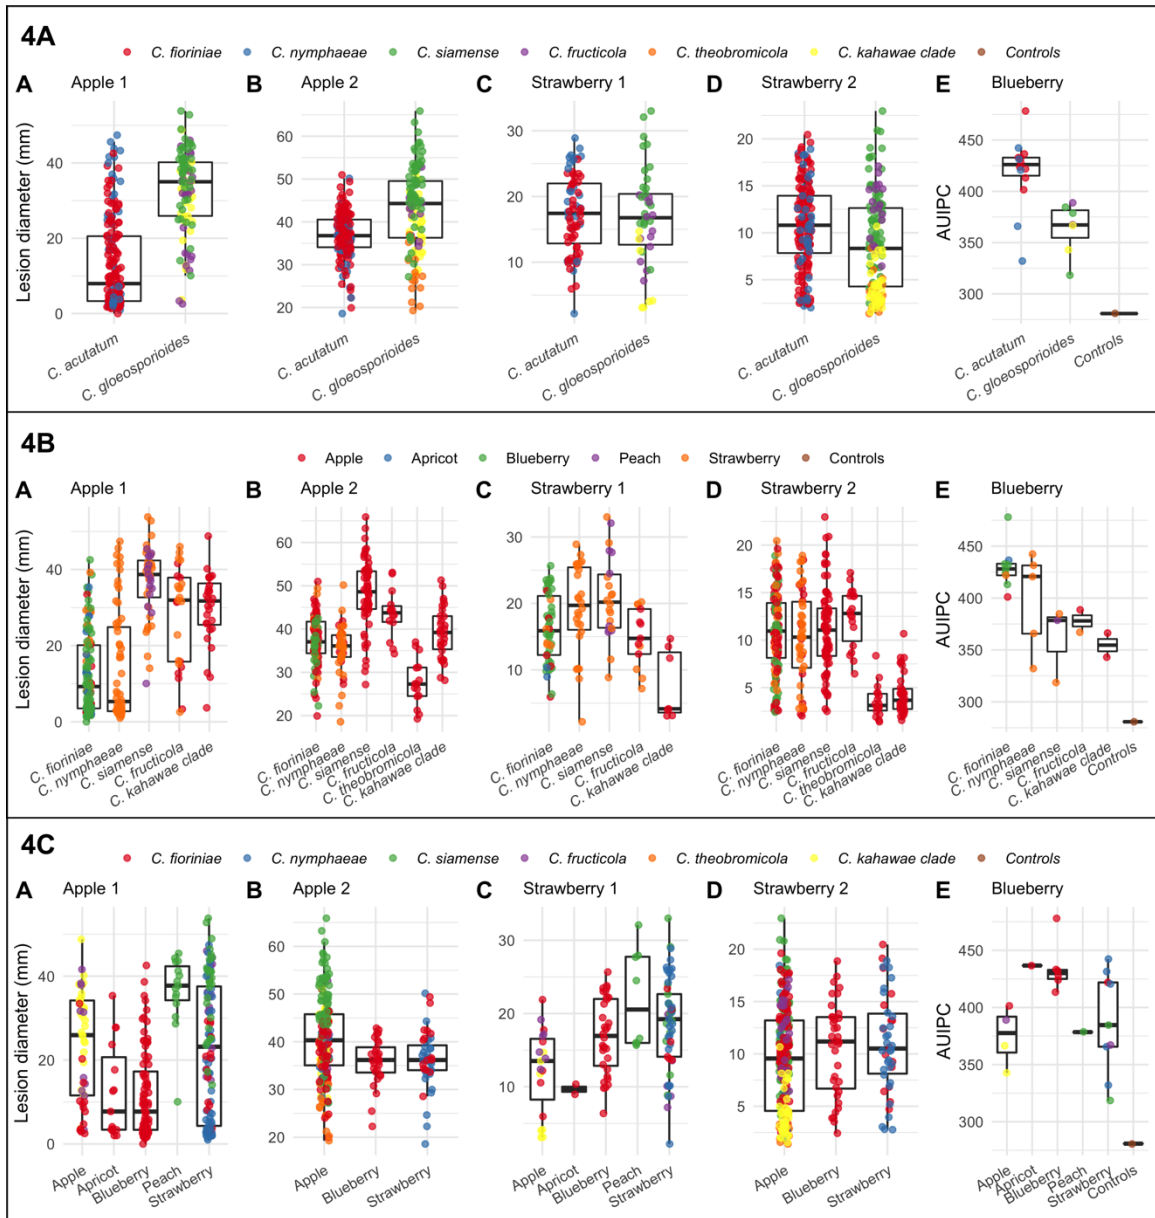 4A
C. fioriniae C. nymphaeae C. siamense C. fructicola C. theobromicola C. kahawae clade Controls
A Apple 1 B Apple 2 C Strawberry 1 D Strawberry 2 E Blueberry
Lesion diameter (mm)
40
20
0
60
50
40
30
20
30
20
10
20
15
10
5
AUIPC
450
400
350
300
C. acutatum C. gloeosporioides
C. acutatum C. gloeosporioides
C. acutatum C. gloeosporioides
C. acutatum C. gloeosporioides
C. acutatum C. gloeosporioides Controls
4B
Apple Apricot Blueberry Peach Strawberry Controls
A Apple 1 B Apple 2 C Strawberry 1 D Strawberry 2 E Blueberry
Lesion diameter (mm)
40
20
0
60
50
40
30
20
30
20
10
20
15
10
5
AUIPC
450
400
350
300
C. fioriniae C. nymphaeae C. siamense C. fructicola C. kahawae clade
C. fioriniae C. nymphaeae C. siamense C. fructicola C. theobromicola C. kahawae clade
C. fioriniae C. nymphaeae C. siamense C. fructicola C. kahawae clade
C. fioriniae C. nymphaeae C. siamense C. fructicola C. theobromicola C. kahawae clade
C. fioriniae C. nymphaeae C. siamense C. fructicola C. kahawae clade Controls
4C
C. fioriniae C. nymphaeae C. siamense C. fructicola C. theobromicola C. kahawae clade Controls
A Apple 1 B Apple 2 C Strawberry 1 D Strawberry 2 E Blueberry
Lesion diameter (mm)
40
20
0
60
50
40
30
20
30
20
10
20
15
10
5
AUIPC
450
400
350
300
Apple Apricot Blueberry Peach Strawberry
Apple Blueberry Strawberry
Apple Apricot Blueberry Peach Strawberry
Apple Blueberry Strawberry
Apple Apricot Blueberry Peach Strawberry Controls